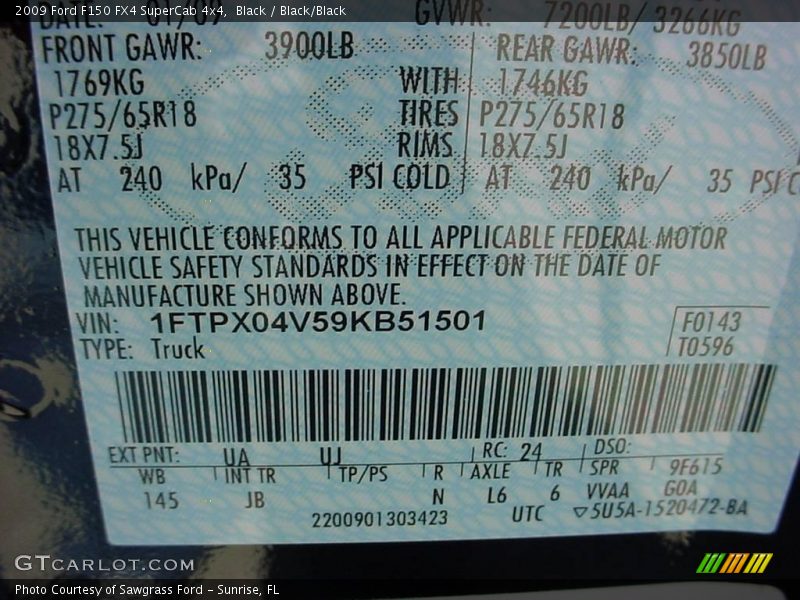 2009 Ford F150 FX4 SuperCab 4x4,  Black / Black/Black
DATE: 01/09 GVWR: 7200LB/ 3266KG
FRONT GAWR: 3900LB REAR GAWR: 3850LB
1769KG WITH 1746KG
P275/65R18 TIRES P275/65R18
18X7.5J RIMS 18X7.5J
AT 240 kPa/ 35 PSI COLD AT 240 kPa/ 35 PSI C
THIS VEHICLE CONFORMS TO ALL APPLICABLE FEDERAL MOTOR
VEHICLE SAFETY STANDARDS IN EFFECT ON THE DATE OF
MANUFACTURE SHOWN ABOVE.
VIN: 1FTPX04V59KB51501 F0143
TYPE: Truck T0596
EXT PNT: UA UJ RC: 24 DSO:
WB INT TR TP/PS R AXLE TR SPR 9F615
145 JB N L6 6 VVAA GOA
2200901303423 UTC ▽5U5A-1520472-BA
GTCARLOT.COM
Photo Courtesy of Sawgrass Ford - Sunrise, FL